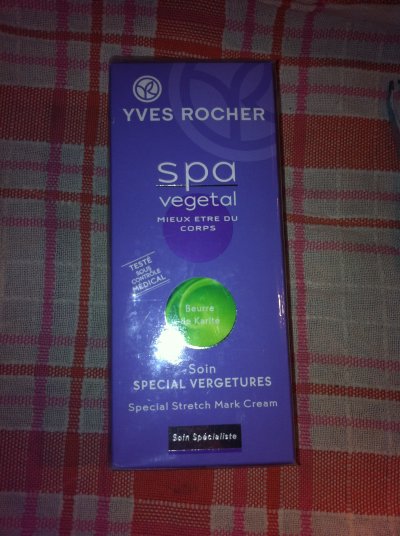 YVES ROCHER
spa
vegetal
MIEUX ETRE DU
CORPS
TESTÉ
SOUS
CONTRÔLE
MÉDICAL
Beurre
de Karité
Soin
SPECIAL VERGETURES
Special Stretch Mark Cream
Soin Spécialiste